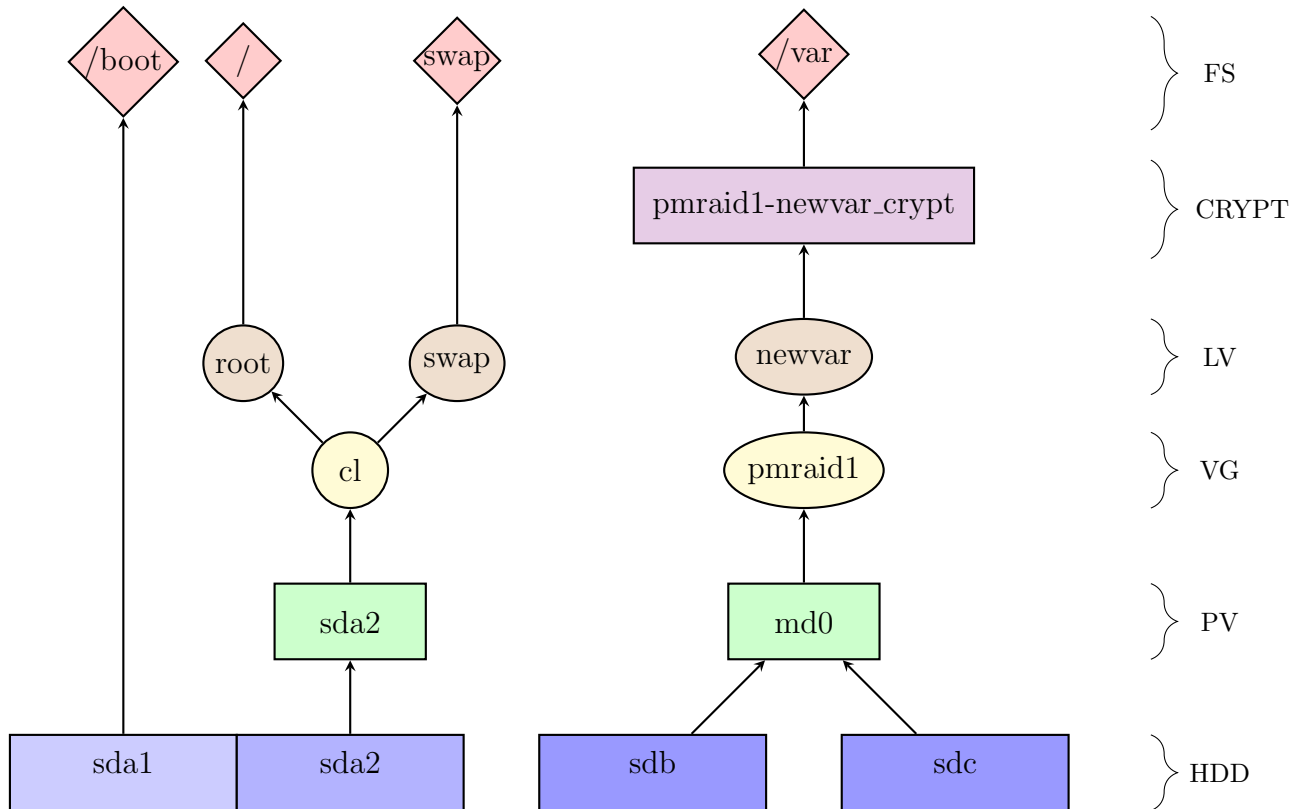 /boot
/
swap
/var
FS
pmraid1-newvar_crypt
CRYPT
root
swap
newvar
LV
cl
pmraid1
VG
sda2
md0
PV
sda1
sda2
sdb
sdc
HDD